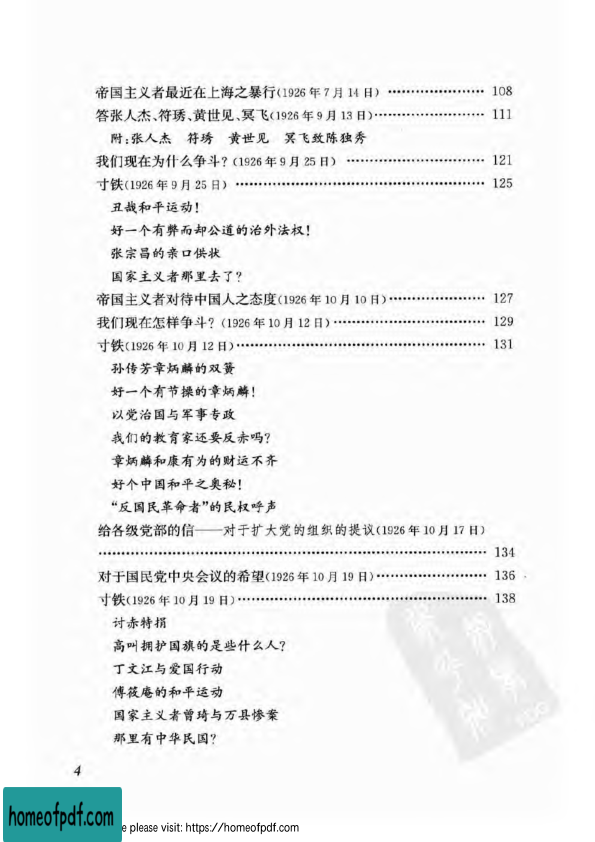 帝国主义者最近在上海之暴行(1926年7月14日) ………………… 108
答张人杰、符琇、黄世见、冥飞(1926年9月13日)………………… 111
附:张人杰 符琇 黄世见 冥飞致陈独秀
我们现在为什么争斗?(1926年9月25日) ………………… 121
寸铁(1926年9月25日) ………………… 125
丑哉和平运动!
好一个有弊而却公道的治外法权!
张宗昌的亲口供状
国家主义者那里去了?
帝国主义者对待中国人之态度(1926年10月10日)………………… 127
我们现在怎样争斗?(1926年10月12日)………………… 129
寸铁(1926年10月12日)………………… 131
孙传芳章炳麟的双簧
好一个有节操的章炳麟!
以党治国与军事专政
我们的教育家还要反赤吗?
章炳麟和康有为的财运不齐
好个中国和平之奥秘!
“反国民革命者”的民权呼声
给各级党部的信——对于扩大党的组织的提议(1926年10月17日)
………………… 134
对于国民党中央会议的希望(1926年10月19日)………………… 136
寸铁(1926年10月19日)………………… 138
讨赤特捐
高叫拥护国旗的是些什么人?
丁文江与爱国行动
傅筱庵的和平运动
国家主义者曾琦与万县惨案
那里有中华民国?
4
homeofpdf.com
e please visit: https://homeofpdf.com